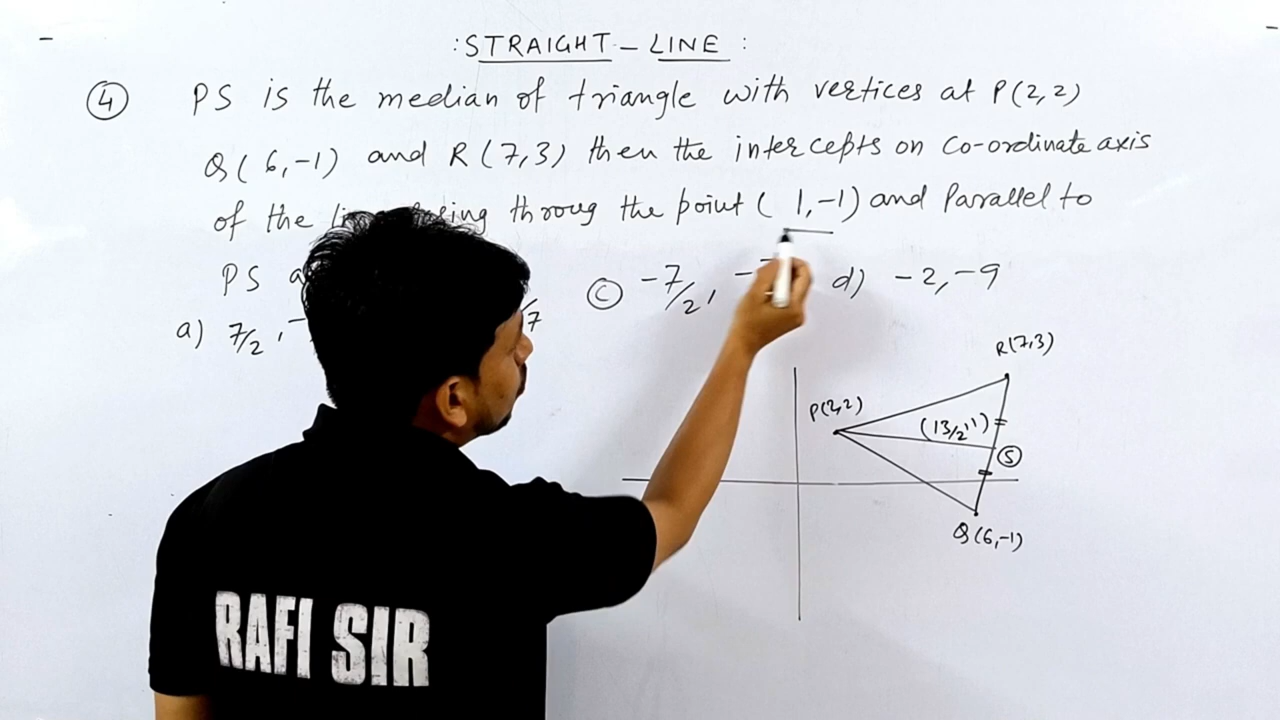 : STRAIGHT - LINE :
④ PS is the median of triangle with vertices at P(2,2)
Q(6,-1) and R(7,3) then the intercepts on co-ordinate axis
of the throug the point ( 1,-1) and Parallel to
PS
© -7/2, d) -2,-9
a) 7/2, /7
R(7,3)
P(2,2)
(13/2,1)
S
Q(6,-1)
RAFI SIR